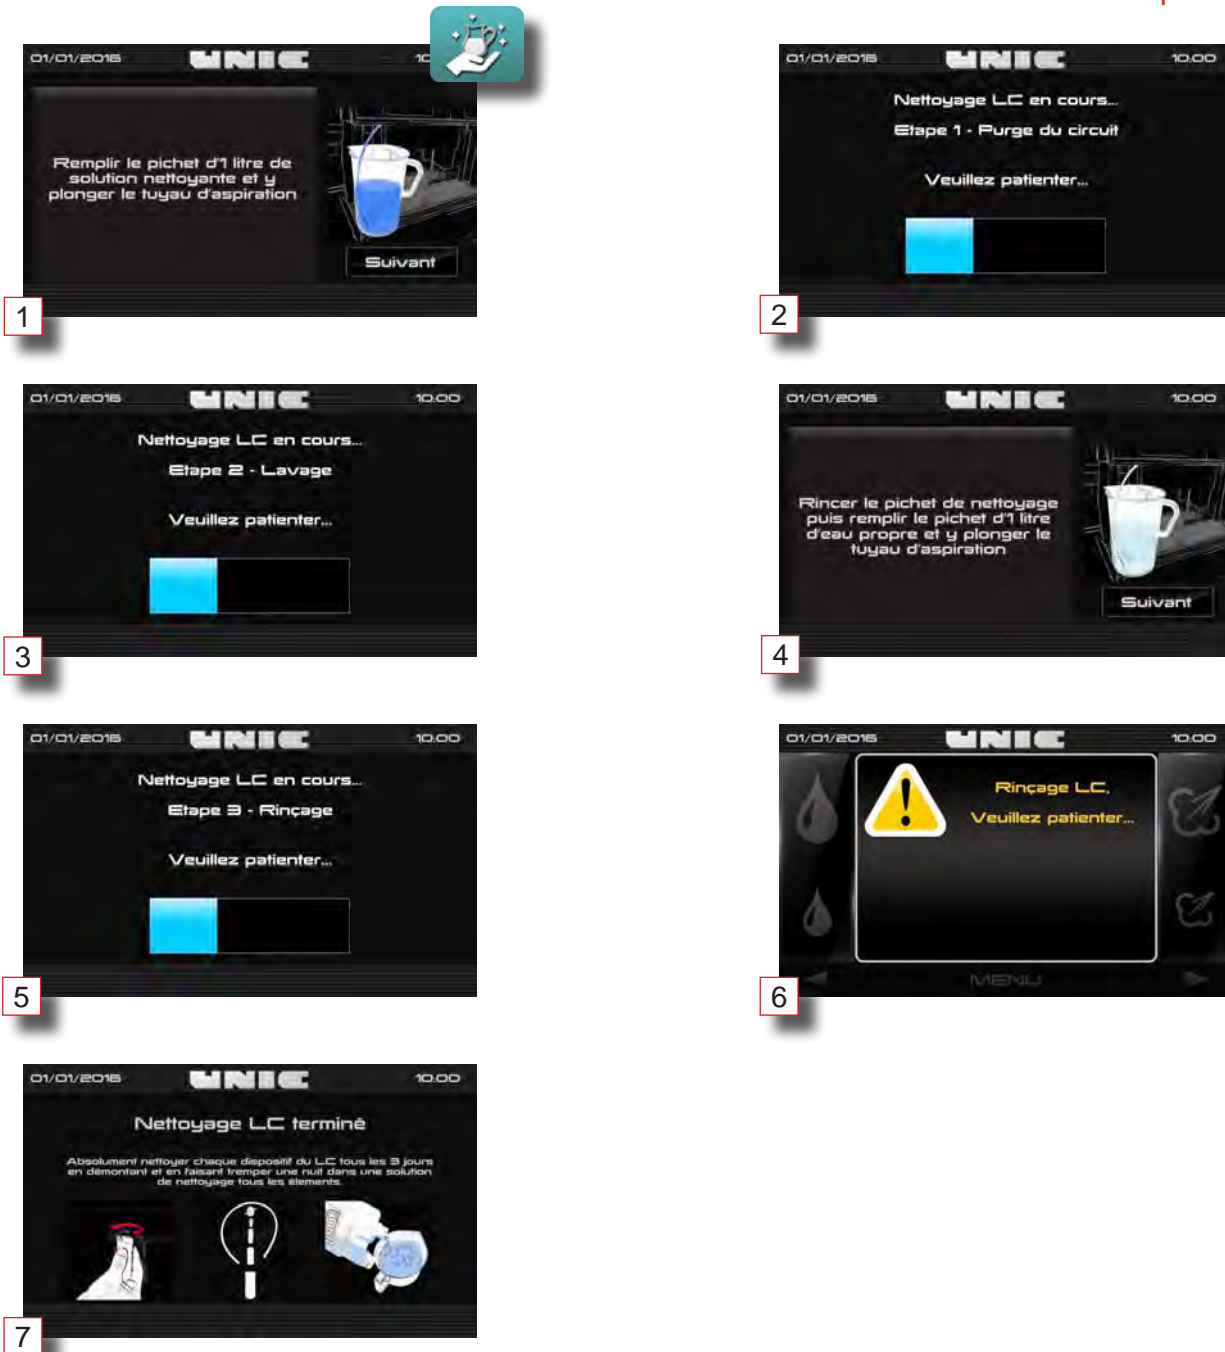 01/01/2016 UNIC
Remplir le pichet d'1 litre de
solution nettoyante et y
plonger le tuyau d'aspiration
Suivant
1
01/01/2016 UNIC 10:00
Nettoyage LC en cours...
Etape 1 - Purge du circuit
Veuillez patienter...
2
01/01/2016 UNIC 10:00
Nettoyage LC en cours...
Etape 2 - Lavage
Veuillez patienter...
3
01/01/2016 UNIC 10:00
Rincer le pichet de nettoyage
puis remplir le pichet d'1 litre
d'eau propre et y plonger le
tuyau d'aspiration
Suivant
4
01/01/2016 UNIC 10:00
Nettoyage LC en cours...
Etape 3 - Rinçage
Veuillez patienter...
5
01/01/2016 UNIC 10:00
Rinçage LC,
Veuillez patienter...
MENU
6
01/01/2016 UNIC 10:00
Nettoyage LC terminé
Absolument nettoyer chaque dispositif du LC tous les 3 jours
en démontant et en faisant tremper une nuit dans une solution
de nettoyage tous les élements.
7